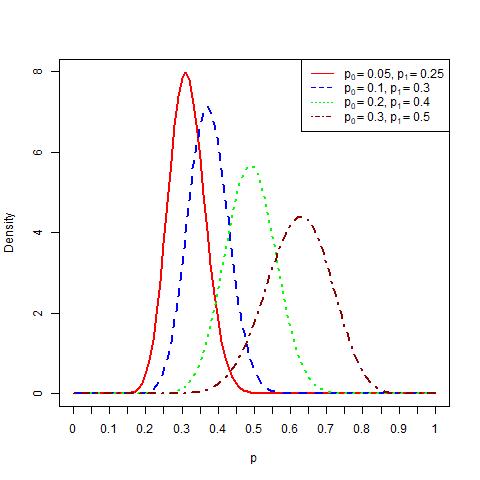 p0 = 0.05, p1 = 0.25
p0 = 0.1, p1 = 0.3
p0 = 0.2, p1 = 0.4
p0 = 0.3, p1 = 0.5
Density
8
6
4
2
0
0 0.1 0.2 0.3 0.4 0.5 0.6 0.7 0.8 0.9 1
p